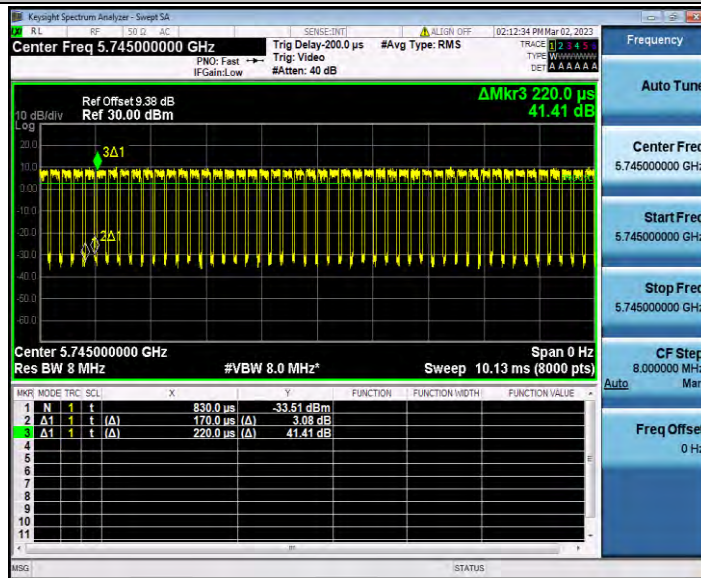 Keysight Spectrum Analyzer - Swept SA
RL RF 50 Ω AC SENSE:INT ALIGN OFF 02:12:34 PM Mar 02, 2023
Center Freq 5.745000000 GHz
PNO: Fast
IFGain:Low
Trig Delay-200.0 µs
Trig: Video
#Atten: 40 dB
#Avg Type: RMS
TRACE 1 2 3 4 5 6
TYPE W
DET A A A A A A
Frequency
Auto Tune
Center Freq
5.745000000 GHz
Start Freq
5.745000000 GHz
Stop Freq
5.745000000 GHz
CF Step
8.000000 MHz
Auto Man
Freq Offset
0 Hz
ΔMkr3 220.0 µs
41.41 dB
Ref Offset 9.38 dB
10 dB/div Ref 30.00 dBm
Log
20.0
10.0
0.00
-10.0
-20.0
-30.0
-40.0
-50.0
-60.0
3Δ1
2Δ1
Center 5.745000000 GHz Span 0 Hz
Res BW 8 MHz #VBW 8.0 MHz* Sweep 10.13 ms (8000 pts)
MKR MODE TRC SCL X Y FUNCTION FUNCTION WIDTH FUNCTION VALUE
1 N 1 t 830.0 µs -33.51 dBm
2 Δ1 1 t (Δ) 170.0 µs (Δ) 3.08 dB
3 Δ1 1 t (Δ) 220.0 µs (Δ) 41.41 dB
4
5
6
7
8
9
10
11
MSG STATUS